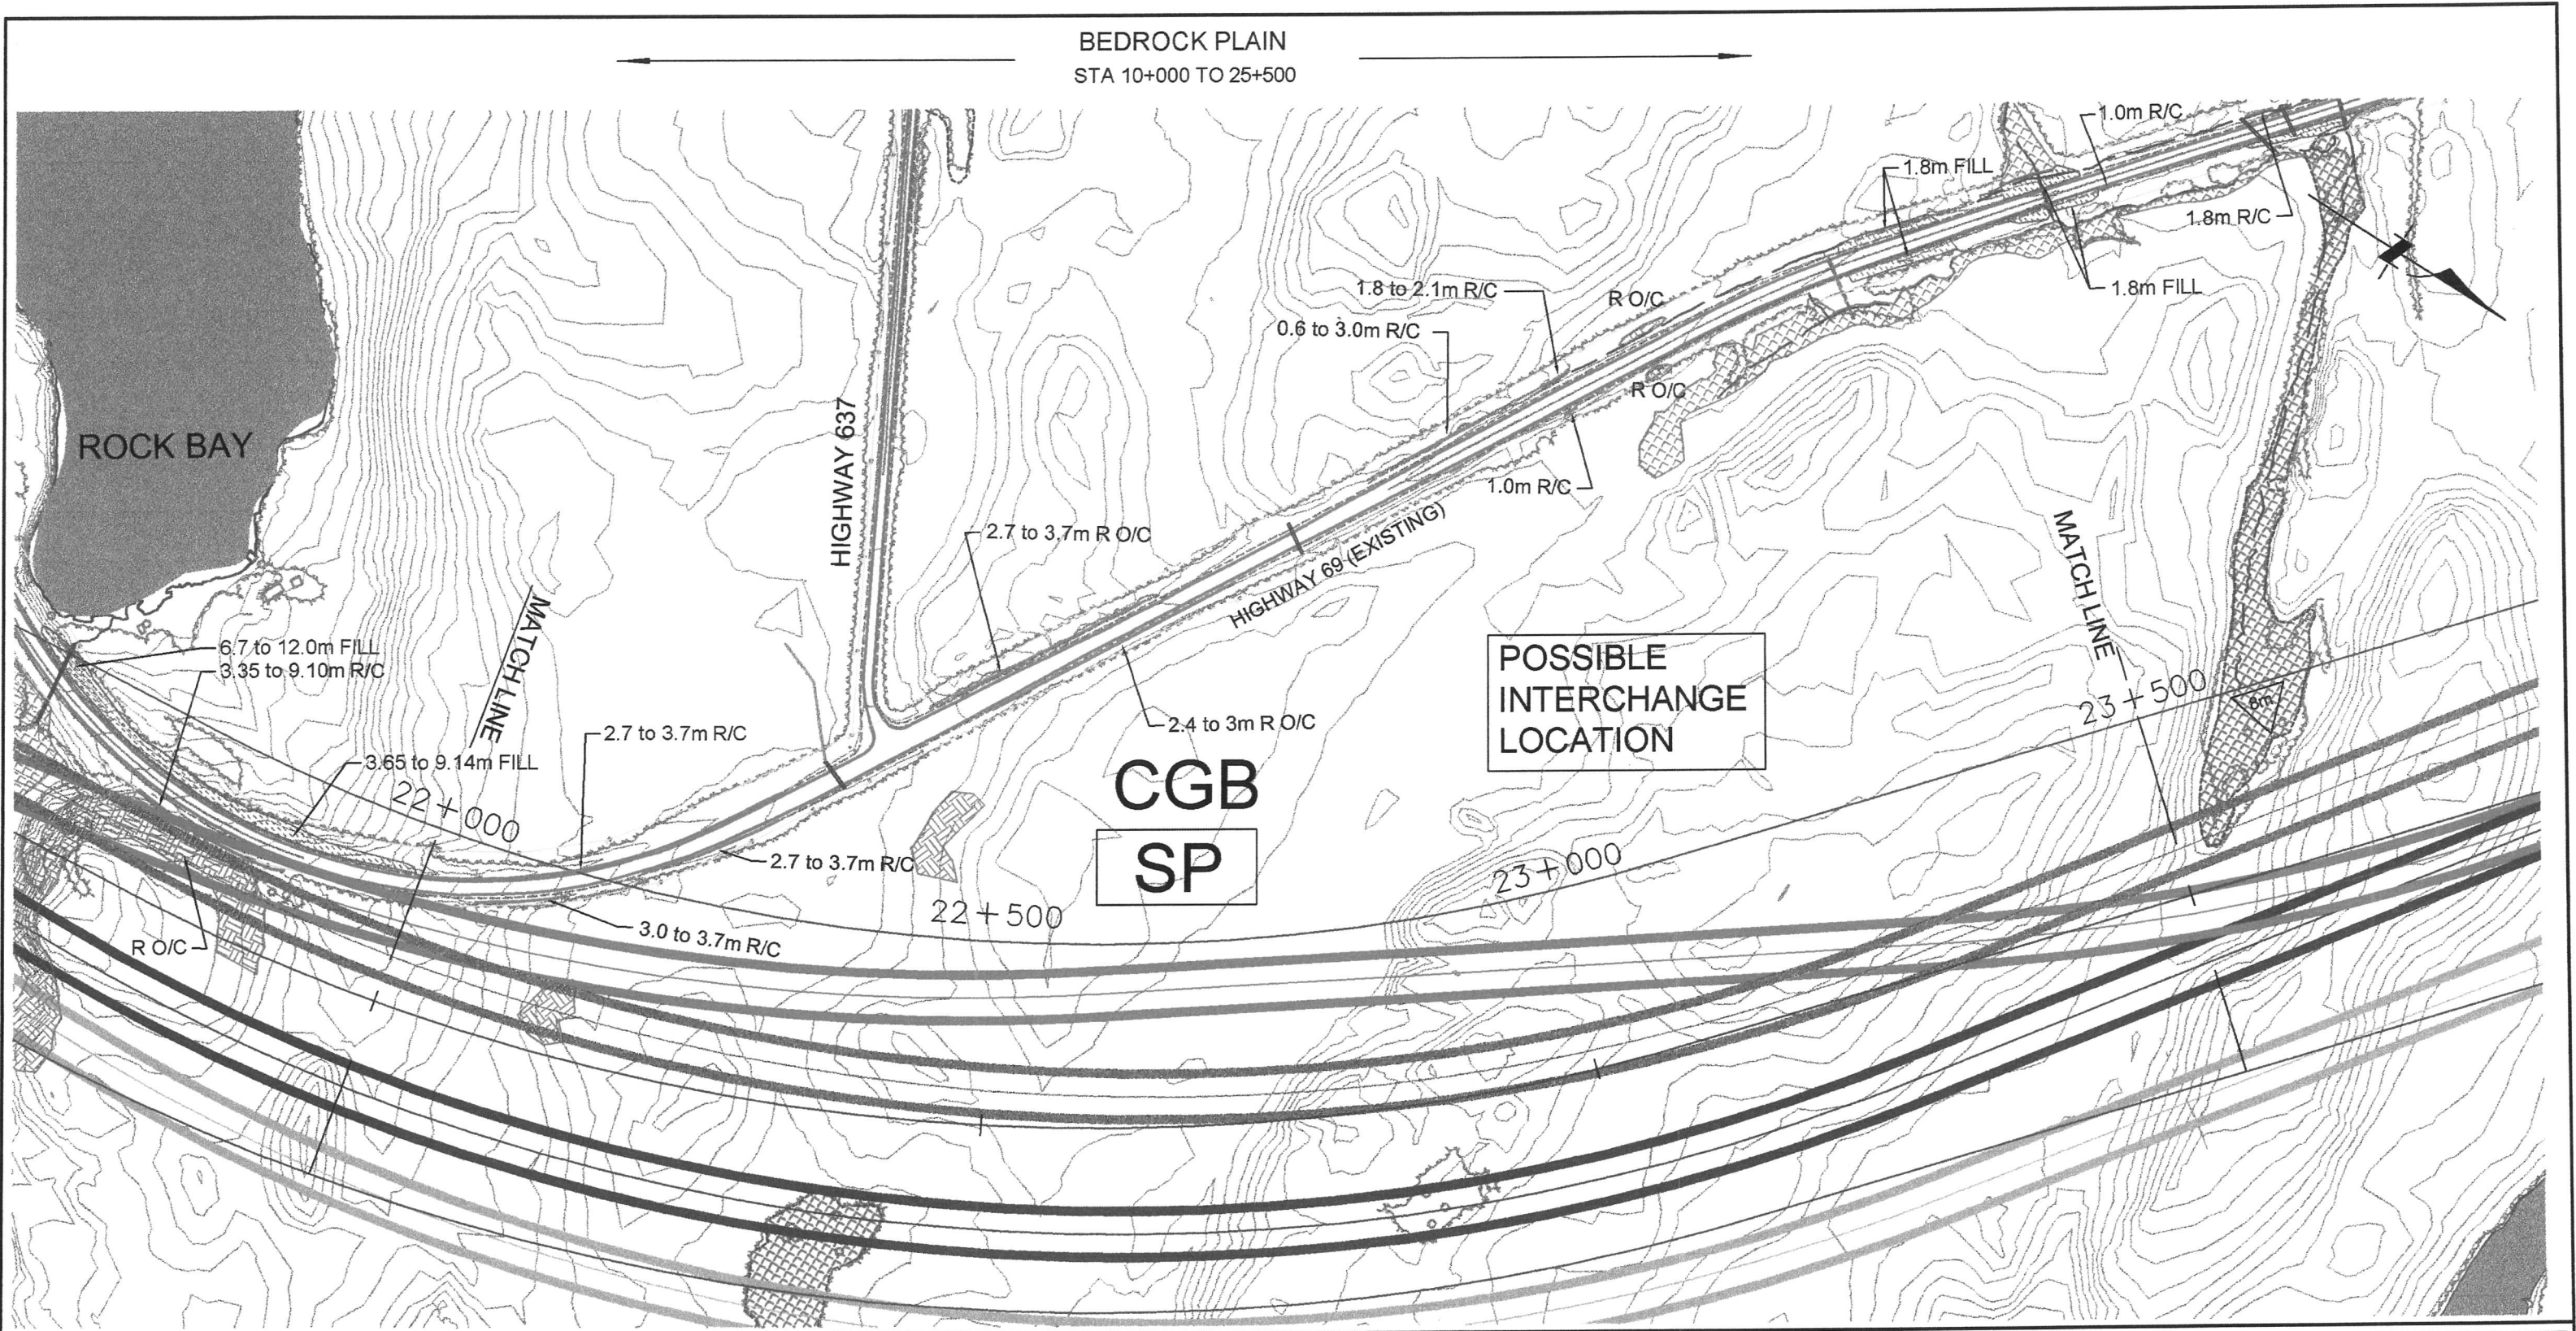 BEDROCK PLAIN
STA 10+000 TO 25+500
1.0m R/C
1.8m FILL
1.8m R/C
1.8m FILL
1.8 to 2.1m R/C
R O/C
0.6 to 3.0m R/C
R O/C
ROCK BAY
HIGHWAY 637
1.0m R/C
2.7 to 3.7m R O/C
HIGHWAY 69 (EXISTING)
MATCH LINE
MATCH LINE
6.7 to 12.0m FILL
3.35 to 9.10m R/C
POSSIBLE
INTERCHANGE
LOCATION
23+500
6m
2.7 to 3.7m R/C
2.4 to 3m R O/C
3.65 to 9.14m FILL
22+000
CGB
SP
2.7 to 3.7m R/C
23+000
22+500
R O/C
3.0 to 3.7m R/C